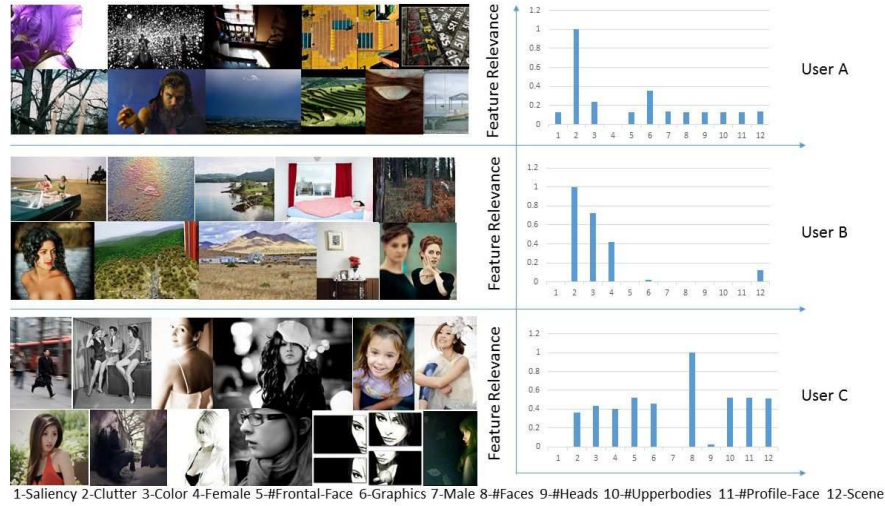 Feature Relevance
1.2
1
0.8
0.6
0.4
0.2
0
1 2 3 4 5 6 7 8 9 10 11 12
User A
Feature Relevance
1.2
1
0.8
0.6
0.4
0.2
0
1 2 3 4 5 6 7 8 9 10 11 12
User B
Feature Relevance
1.2
1
0.8
0.6
0.4
0.2
0
1 2 3 4 5 6 7 8 9 10 11 12
User C
1-Saliency 2-Clutter 3-Color 4-Female 5-#Frontal-Face 6-Graphics 7-Male 8-#Faces 9-#Heads 10-#Upperbodies 11-#Profile-Face 12-Scene